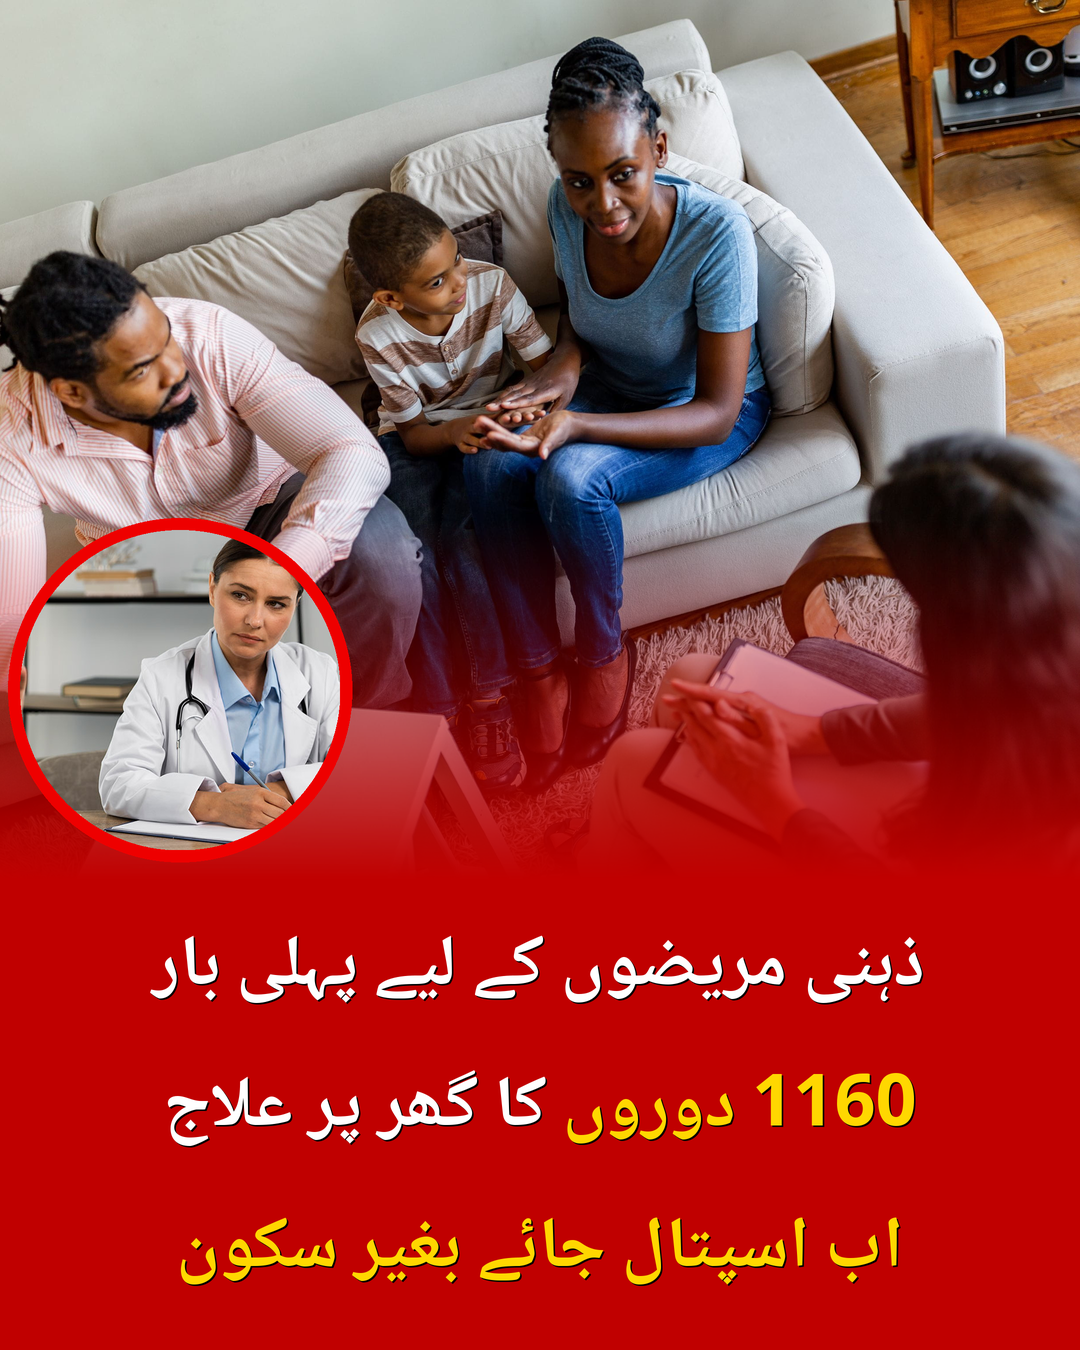 ذہنی مریضوں کے لیے پہلی بار
1160 دوروں کا گھر پر علاج
اب اسپتال جائے بغیر سکون